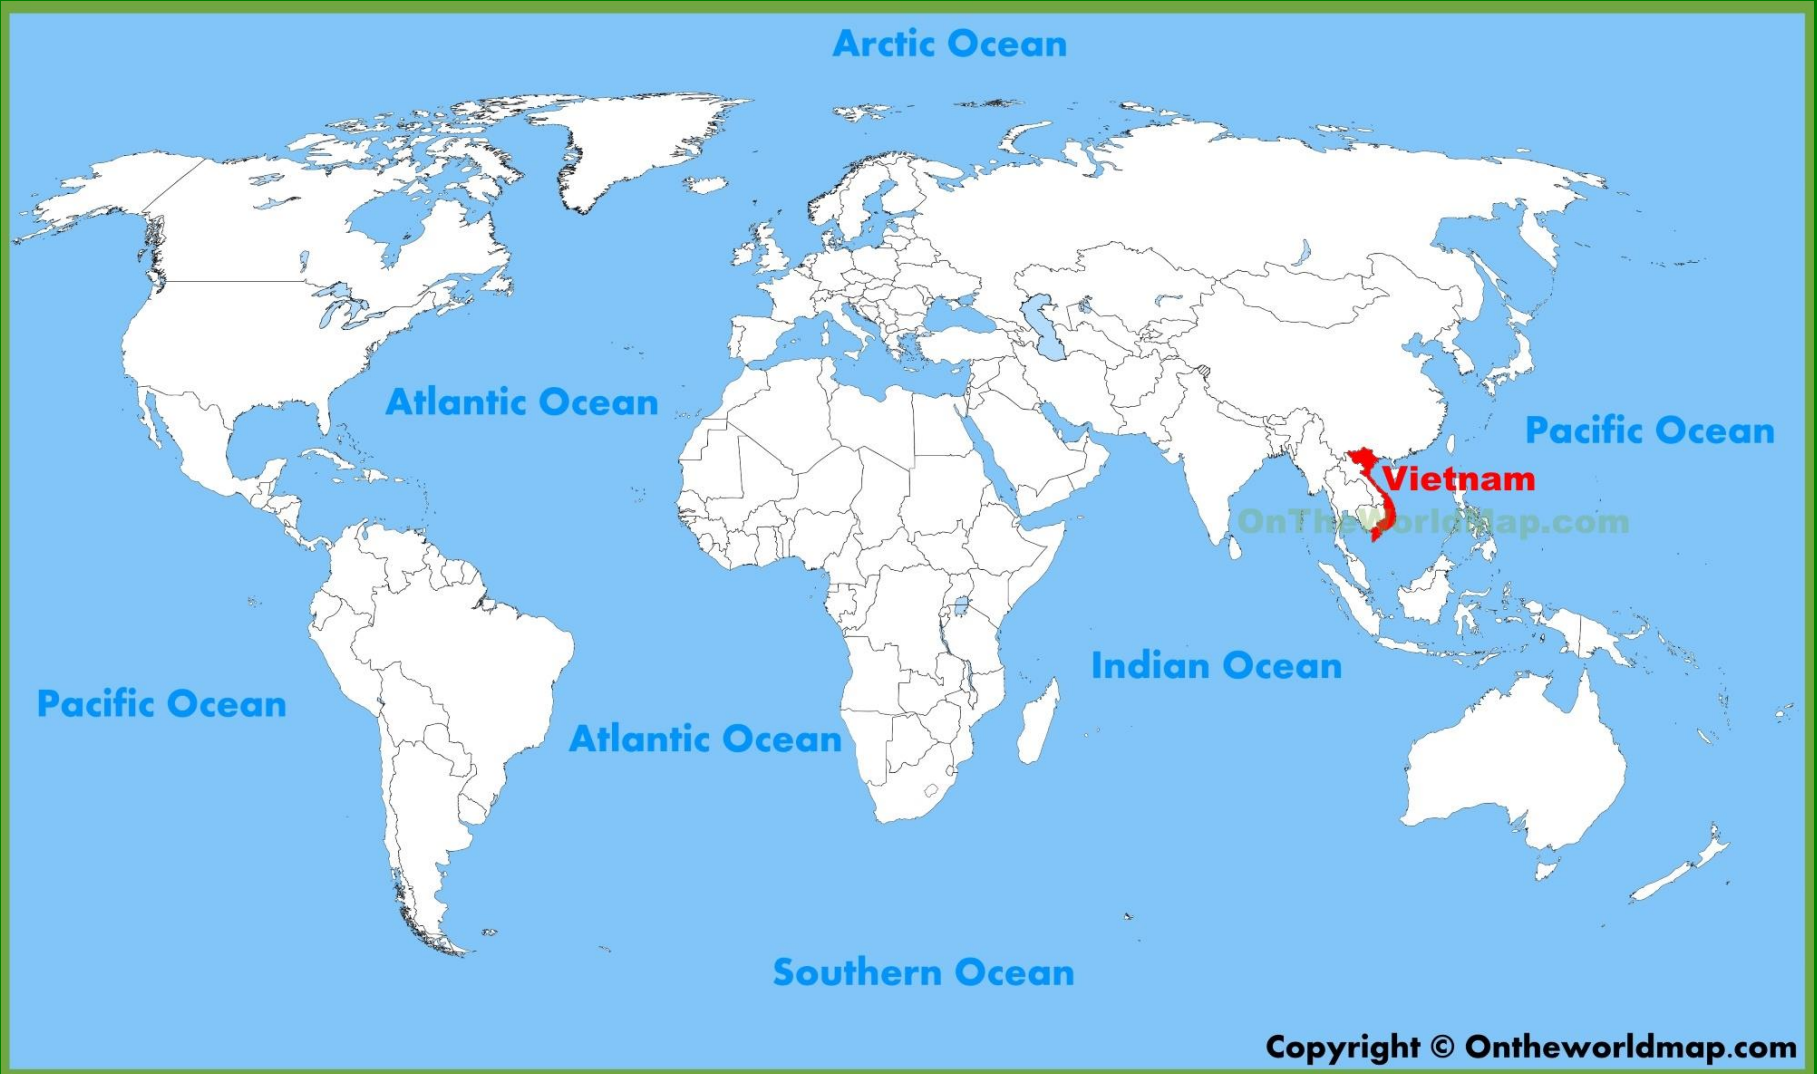 Arctic Ocean
Atlantic Ocean
Pacific Ocean
Vietnam
OnTheWorldMap.com
Indian Ocean
Pacific Ocean
Atlantic Ocean
Southern Ocean
Copyright © Ontheworldmap.com